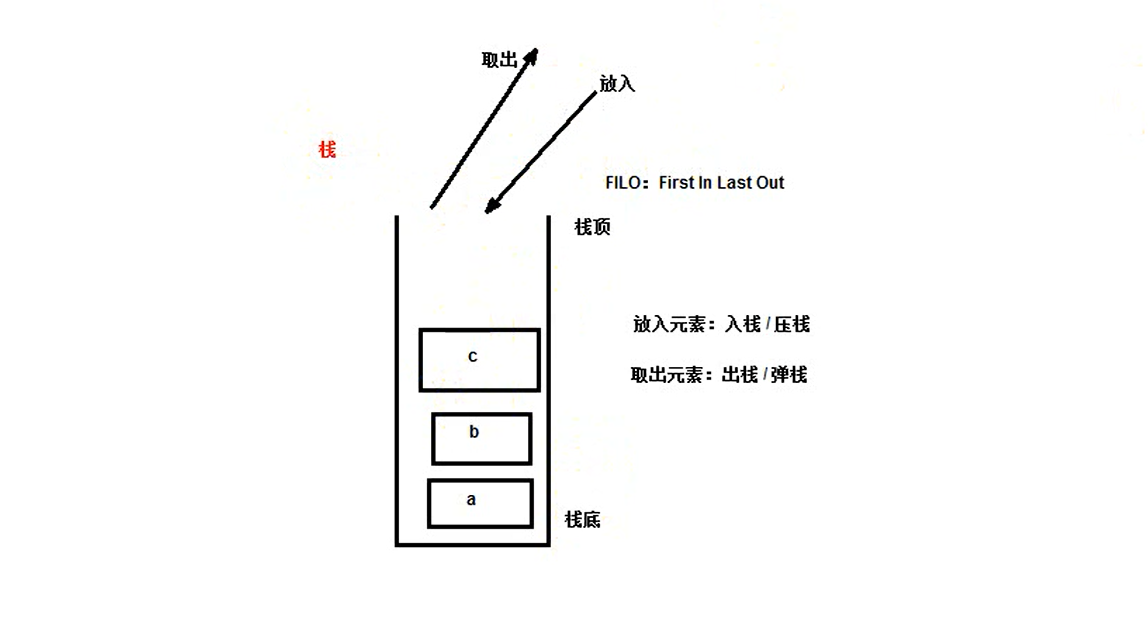 取出
放入
栈
FILO：First In Last Out
栈顶
放入元素：入栈 / 压栈
c
取出元素：出栈 / 弹栈
b
a
栈底